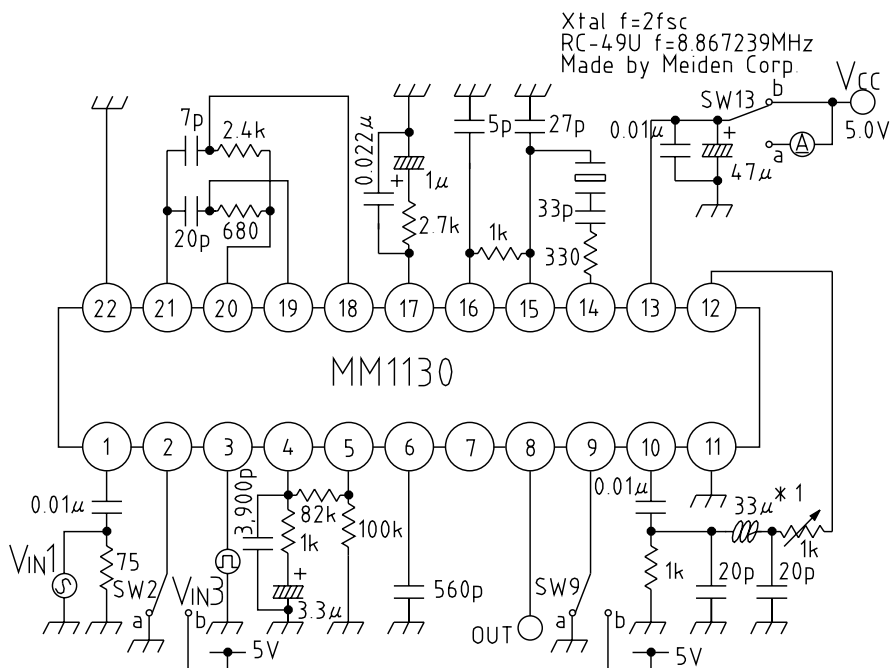 Xtal f=2fsc
RC-49U f=8.867239MHz
Made by Meiden Corp.
b
VCC
SW13
7p
2.4k
0.022μ
5p
27p
0.01μ
+
a
A
5.0V
+
1μ
47μ
20p
680
2.7k
1k
33p
330
22
21
20
19
18
17
16
15
14
13
12
MM1130
1
2
3
4
5
6
7
8
9
10
11
0.01μ
3,900p
82k
100k
0.01μ
33μ*1
1k
VIN1
75
SW2
VIN3
1k
+
3.3μ
560p
SW9
1k
20p
20p
a
b
OUT
a
b
5V
5V